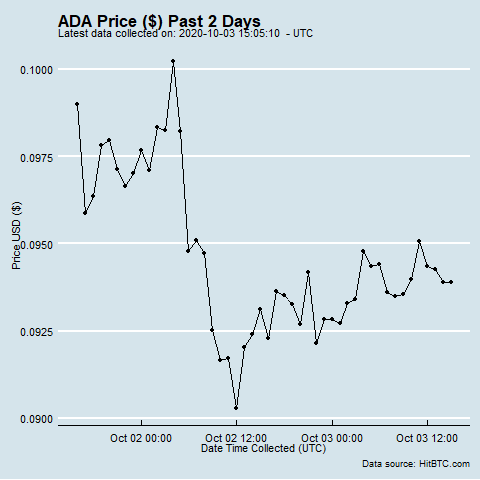 ADA Price ($) Past 2 Days
Latest data collected on: 2020-10-03 15:05:10 - UTC
0.1000
0.0975
0.0950
0.0925
0.0900
Price USD ($)
Oct 02 00:00 Oct 02 12:00 Oct 03 00:00 Oct 03 12:00
Date Time Collected (UTC)
Data source: HitBTC.com